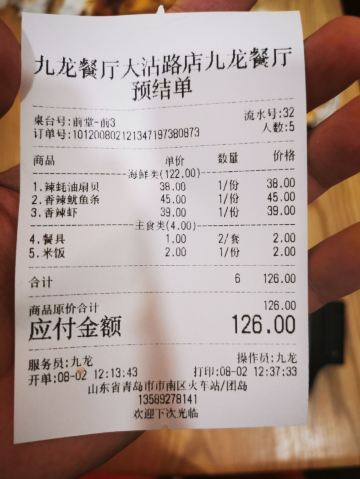 九龙餐厅大沽路店九龙餐厅
预结单
桌台号:前堂-前3 流水号:32
订单号:101200802121347197380873 人数:5
商品 单价 数量 价格
海鲜类(122.00)
1.辣蚝油扇贝 38.00 1/份 38.00
2.香辣鱿鱼条 45.00 1/份 45.00
3.香辣虾 39.00 1/份 39.00
主食类(4.00)
4.餐具 1.00 2/套 2.00
5.米饭 2.00 1/份 2.00
合计 6 126.00
商品原价合计 126.00
应付金额 126.00
服务员:九龙 操作员:九龙
开单:08-02 12:13:43 打印:08-02 12:37:33
山东省青岛市市南区火车站/团岛
13589278141
欢迎下次光临